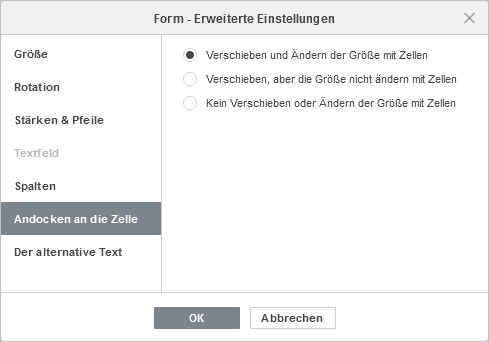 Form - Erweiterte Einstellungen
Größe
Rotation
Stärken & Pfeile
Textfeld
Spalten
Andocken an die Zelle
Der alternative Text
Verschieben und Ändern der Größe mit Zellen
Verschieben, aber die Größe nicht ändern mit Zellen
Kein Verschieben oder Ändern der Größe mit Zellen
OK
Abbrechen